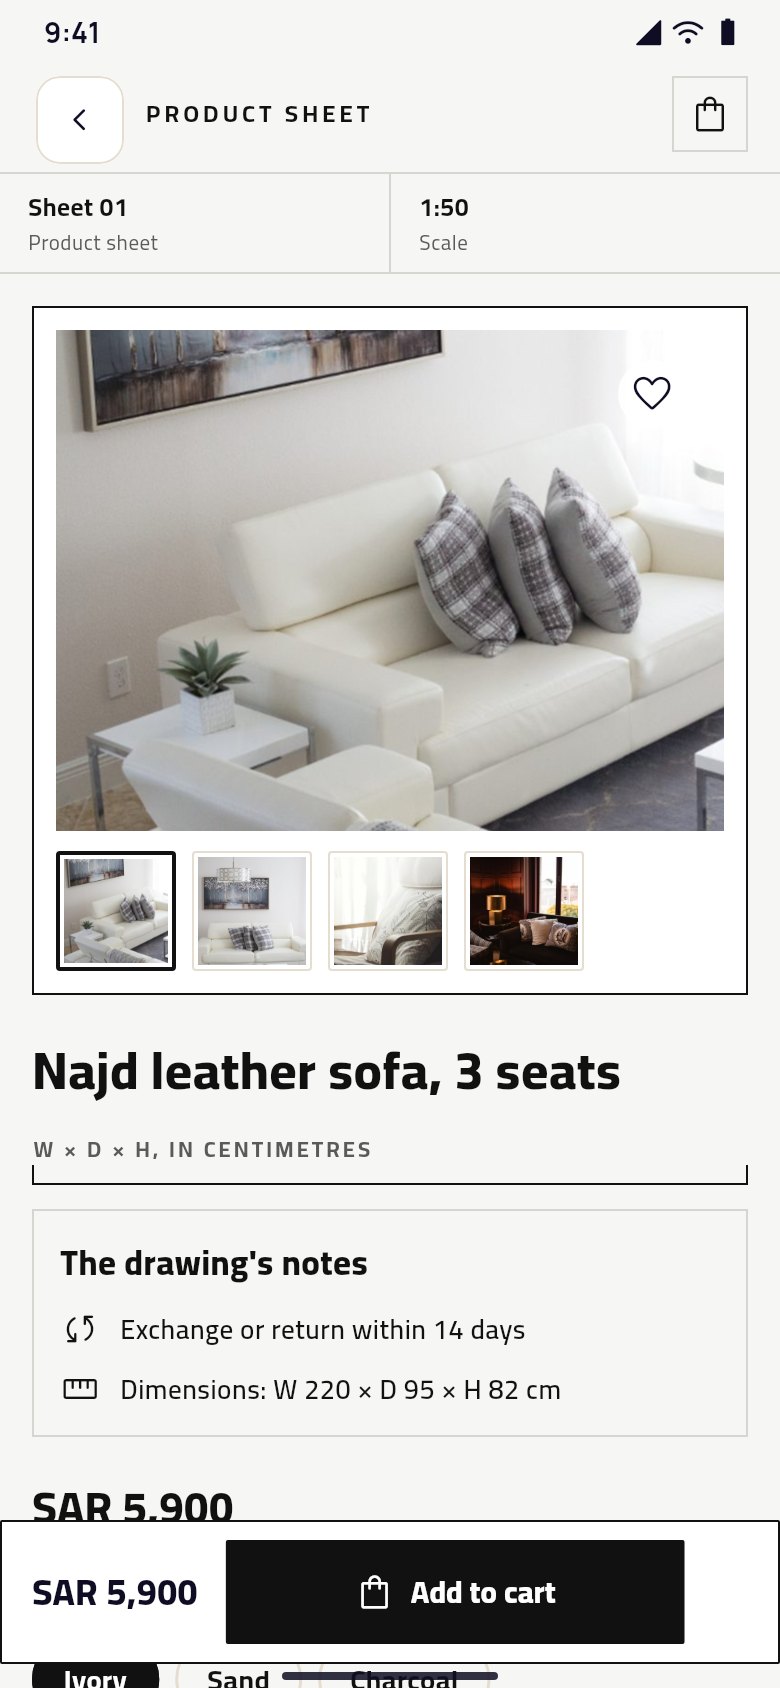 9:41
PRODUCT SHEET
Sheet 01
Product sheet
1:50
Scale
Najd leather sofa, 3 seats
W × D × H, IN CENTIMETRES
The drawing's notes
Exchange or return within 14 days
Dimensions: W 220 × D 95 × H 82 cm
SAR 5,900
SAR 5,900
Add to cart
Ivory
Sand
Charcoal